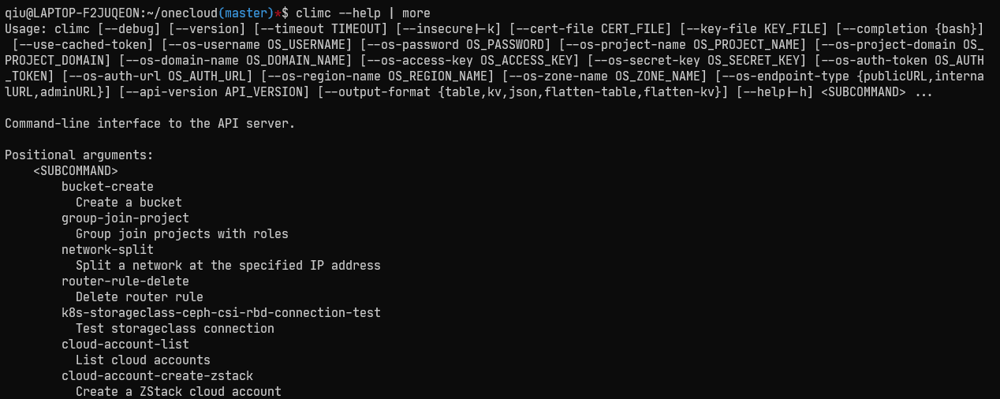 qiu@LAPTOP-F2JUQEON:~/onecloud(master)*$ climc --help | more
Usage: climc [--debug] [--version] [--timeout TIMEOUT] [--insecure|-k] [--cert-file CERT_FILE] [--key-file KEY_FILE] [--completion {bash}]
 [--use-cached-token] [--os-username OS_USERNAME] [--os-password OS_PASSWORD] [--os-project-name OS_PROJECT_NAME] [--os-project-domain OS_
PROJECT_DOMAIN] [--os-domain-name OS_DOMAIN_NAME] [--os-access-key OS_ACCESS_KEY] [--os-secret-key OS_SECRET_KEY] [--os-auth-token OS_AUTH
_TOKEN] [--os-auth-url OS_AUTH_URL] [--os-region-name OS_REGION_NAME] [--os-zone-name OS_ZONE_NAME] [--os-endpoint-type {publicURL,interna
lURL,adminURL}] [--api-version API_VERSION] [--output-format {table,kv,json,flatten-table,flatten-kv}] [--help|-h] <SUBCOMMAND> ...

Command-line interface to the API server.

Positional arguments:
    <SUBCOMMAND>
        bucket-create
          Create a bucket
        group-join-project
          Group join projects with roles
        network-split
          Split a network at the specified IP address
        router-rule-delete
          Delete router rule
        k8s-storageclass-ceph-csi-rbd-connection-test
          Test storageclass connection
        cloud-account-list
          List cloud accounts
        cloud-account-create-zstack
          Create a ZStack cloud account